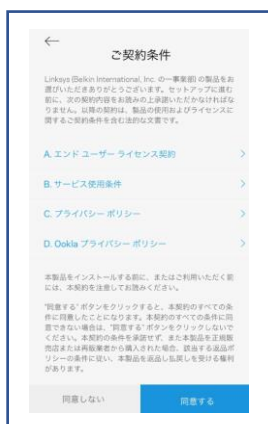 ご契約条件
Linksys (Belkin International, Inc. の一事業部) の製品をお
選びいただきありがとうございます。セットアップに進む
前に、次の契約内容をお読みの上承諾いただかなければな
りません。以降の契約は、製品の使用およびライセンスに
関するご契約条件を含む法的な文書です。
A. エンド ユーザー ライセンス契約
B. サービス使用条件
C. プライバシー ポリシー
D. Ookla プライバシー ポリシー
本製品をインストールする前に、またはご利用いただく前
には、本契約を注意してお読みください。
"同意する" ボタンをクリックすると、本契約のすべての条
件に同意したことになります。本契約のすべての条件に同
意できない場合は、"同意する" ボタンをクリックしないで
ください。本契約の条件を承諾せず、また本製品を正規販
売店または再販業者から購入された場合、該当する返品ポ
リシーの条件に従い、本製品を返品し払戻しを受ける権利
があります。
同意しない
同意する